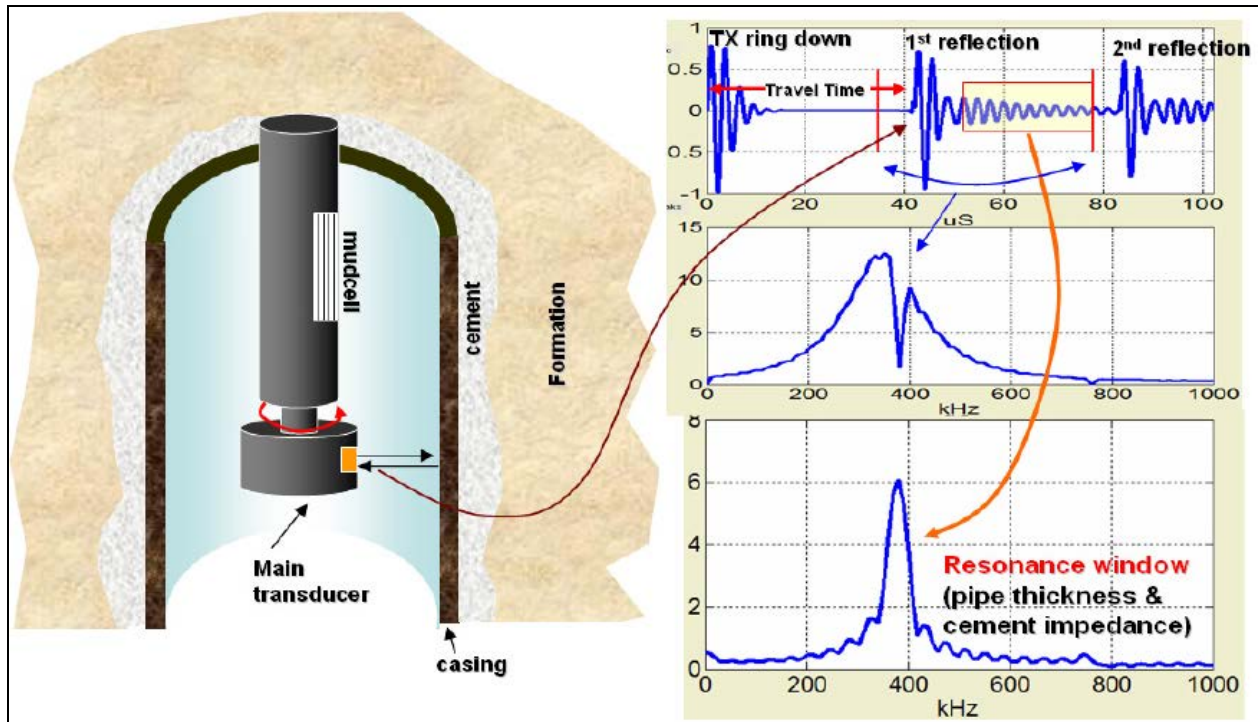 mudcell
cement
Formation
Main
transducer
casing
TX ring down
1st reflection
2nd reflection
Travel Time
1
0.5
0
0.5
-1
0
20
40
60
80
100
uS
15
10
5
0
0
200
400
600
800
1000
kHz
8
6
4
2
0
Resonance window
(pipe thickness &
cement impedance)
0
200
400
600
800
1000
kHz